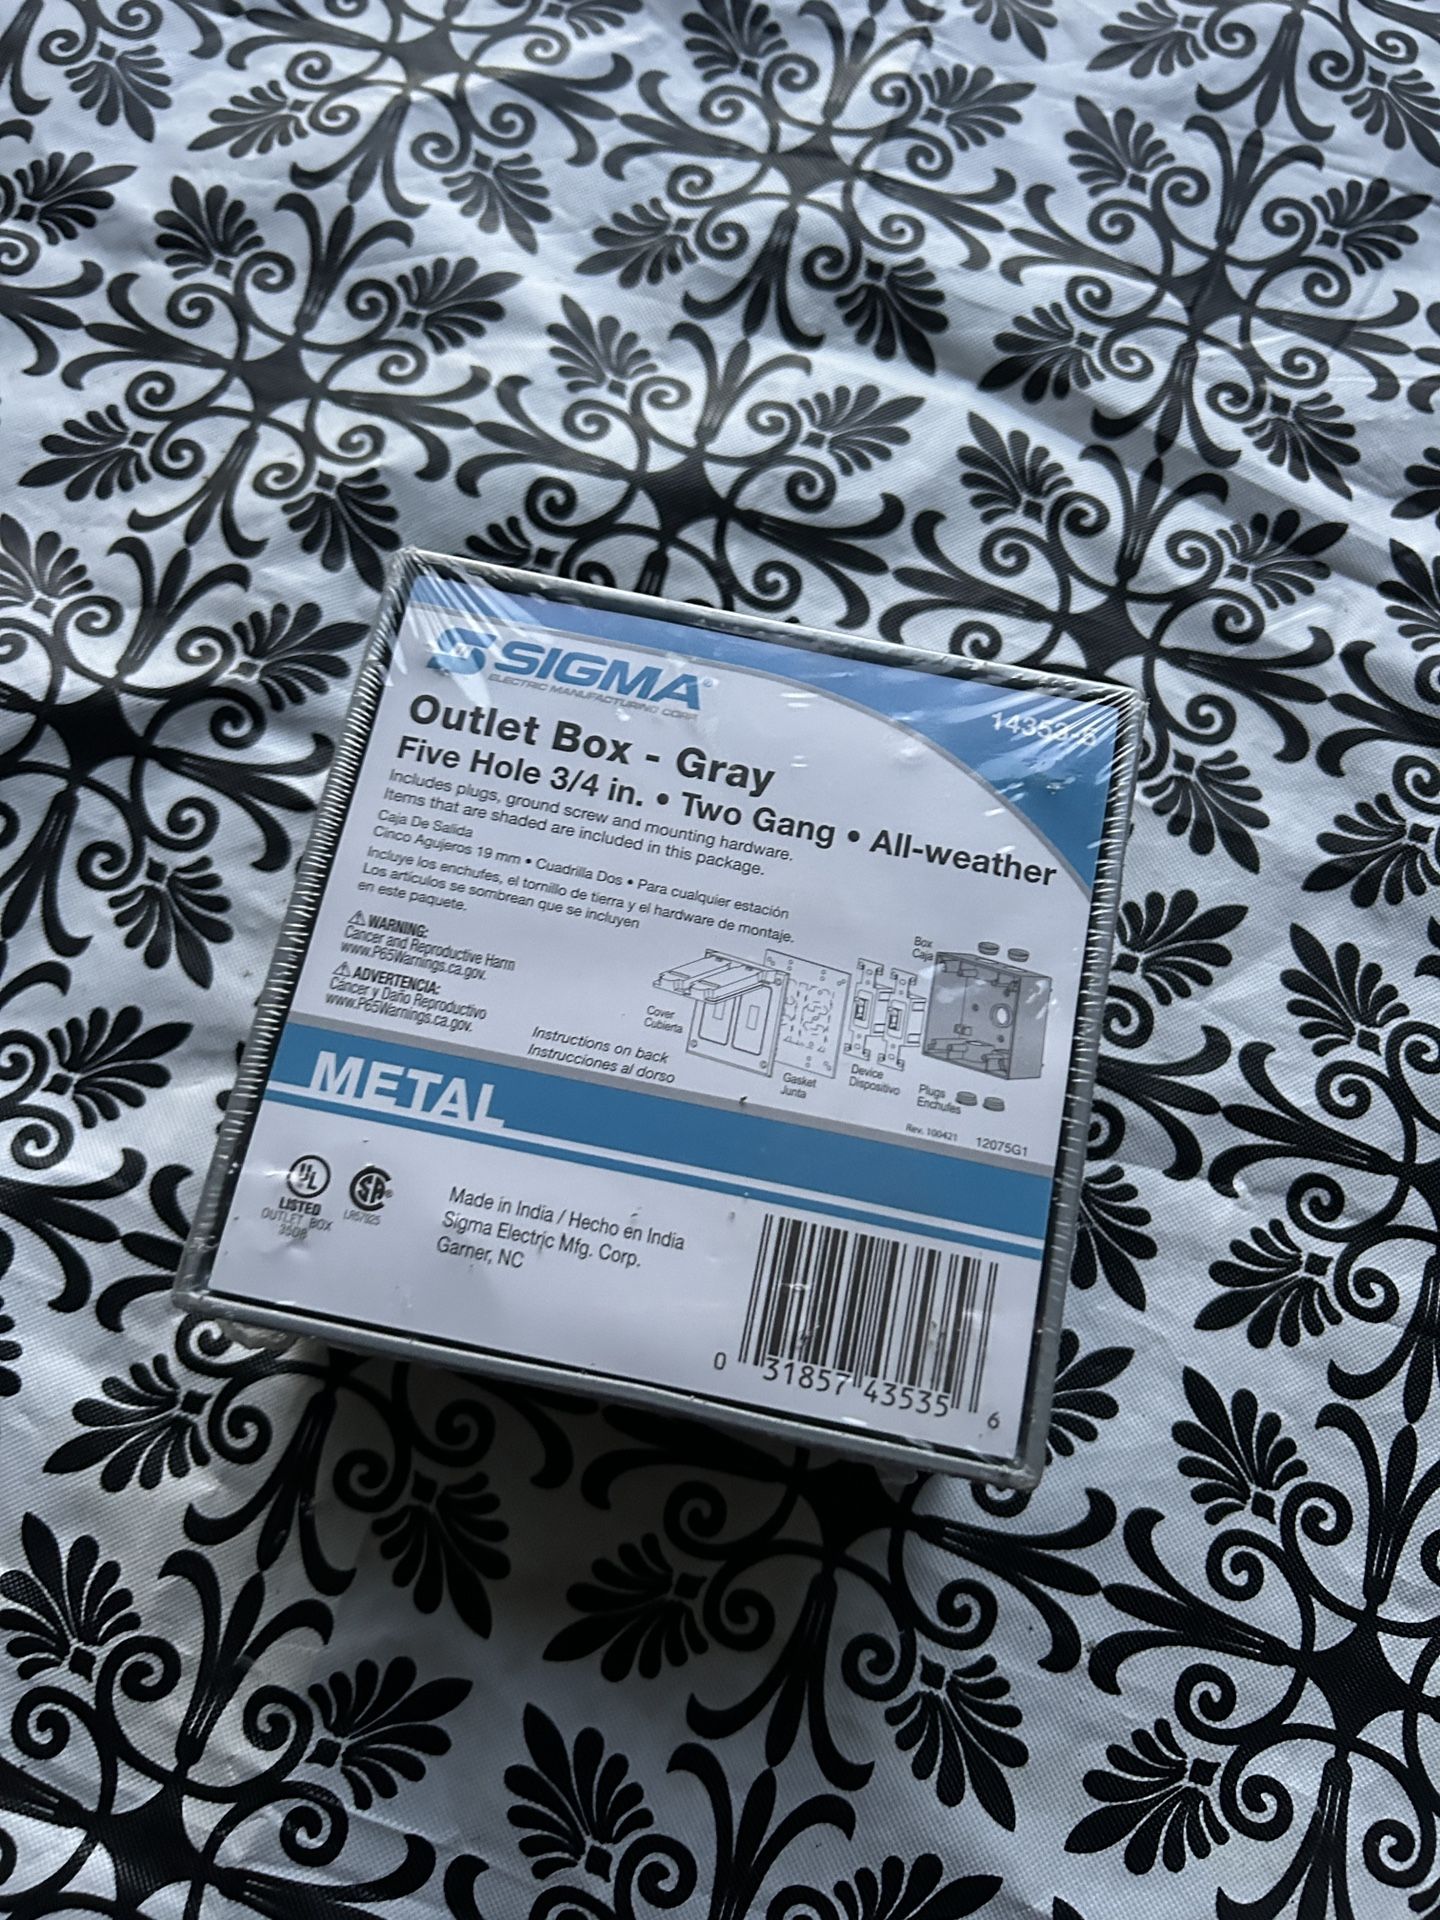 SIGMA®
ELECTRIC MANUFACTURING CORP.
14353-5
Outlet Box - Gray
Five Hole 3/4 in. • Two Gang • All-weather
Includes plugs, ground screw and mounting hardware.
Items that are shaded are included in this package.
Caja De Salida
Cinco Agujeros 19 mm • Cuadrilla Dos • Para cualquier estación
Incluye los enchufes, el tornillo de tierra y el hardware de montaje.
Los artículos se sombrean que se incluyen
en este paquete.
⚠ WARNING:
Cancer and Reproductive Harm
www.P65Warnings.ca.gov.
⚠ ADVERTENCIA:
Cáncer y Daño Reproductivo
www.P65Warnings.ca.gov.
Instructions on back
Instrucciones al dorso
Cover
Cubierta
Gasket
Junta
Device
Dispositivo
Box
Caja
Plugs
Enchufes
Rev. 100421 12075G1
METAL
UL
LISTED
OUTLET BOX
350B
SA®
LR57925
Made in India / Hecho en India
Sigma Electric Mfg. Corp.
Garner, NC
0 31857 43535 6